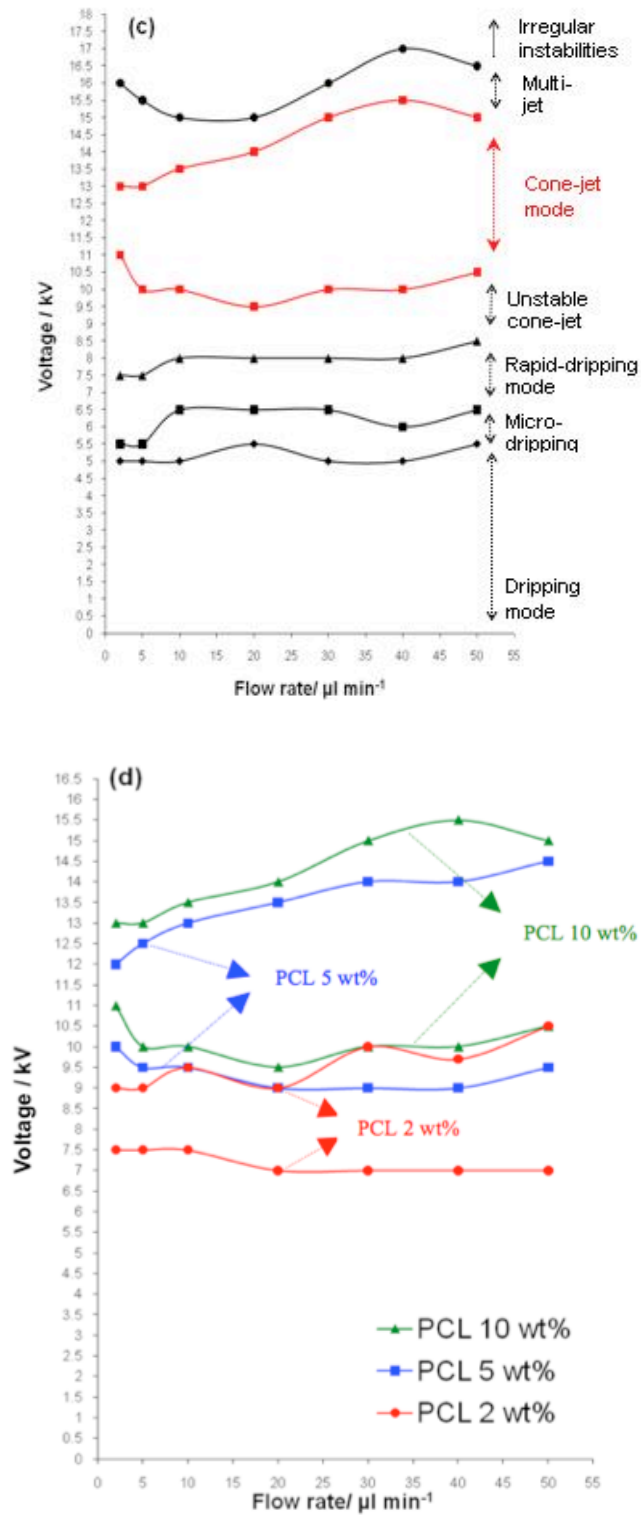 (c)
Irregular
instabilities
Multi-
jet
Cone-jet
mode
Unstable
cone-jet
Rapid-dripping
mode
Micro-
dripping
Dripping
mode
Voltage / kV
18
17.5
17
16.5
16
15.5
15
14.5
14
13.5
13
12.5
12
11.5
11
10.5
10
9.5
9
8.5
8
7.5
7
6.5
6
5.5
5
4.5
4
3.5
3
2.5
2
1.5
1
0.5
0
0 5 10 15 20 25 30 35 40 45 50 55
Flow rate/ µl min-1
(d)
16.5
16
15.5
15
14.5
14
13.5
13
12.5
12
11.5
11
10.5
10
9.5
9
8.5
8
7.5
7
6.5
6
5.5
5
4.5
4
3.5
3
2.5
2
1.5
1
0.5
0
Voltage / kV
PCL 10 wt%
PCL 5 wt%
PCL 2 wt%
PCL 10 wt%
PCL 5 wt%
PCL 2 wt%
0 5 10 15 20 25 30 35 40 45 50 55
Flow rate/ µl min-1